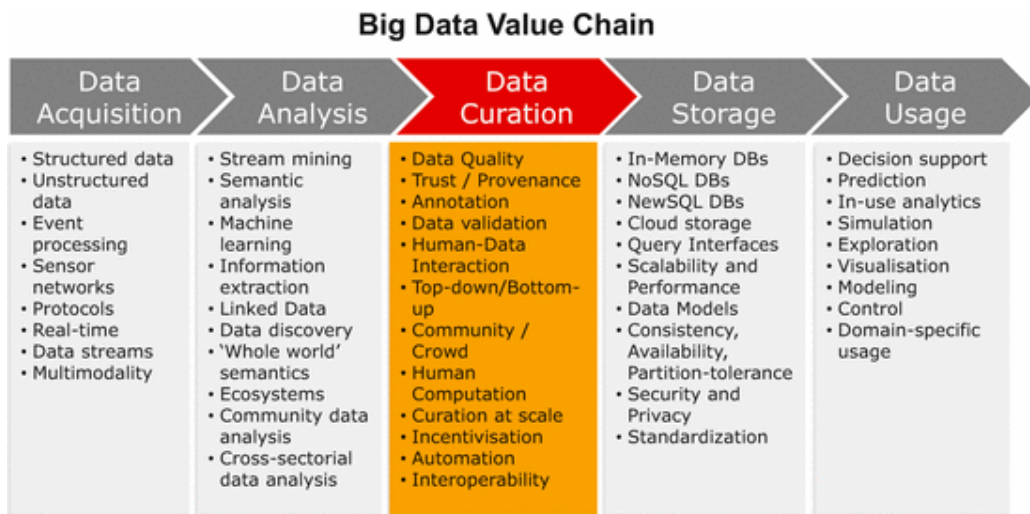 Big Data Value Chain
Data
Acquisition
• Structured data
• Unstructured
data
• Event
processing
• Sensor
networks
• Protocols
• Real-time
• Data streams
• Multimodality
Data
Analysis
• Stream mining
• Semantic
analysis
• Machine
learning
• Information
extraction
• Linked Data
• Data discovery
• ‘Whole world’
semantics
• Ecosystems
• Community data
analysis
• Cross-sectorial
data analysis
Data
Curation
• Data Quality
• Trust / Provenance
• Annotation
• Data validation
• Human-Data
Interaction
• Top-down/Bottom-
up
• Community /
Crowd
• Human
Computation
• Curation at scale
• Incentivisation
• Automation
• Interoperability
Data
Storage
• In-Memory DBs
• NoSQL DBs
• NewSQL DBs
• Cloud storage
• Query Interfaces
• Scalability and
Performance
• Data Models
• Consistency,
Availability,
Partition-tolerance
• Security and
Privacy
• Standardization
Data
Usage
• Decision support
• Prediction
• In-use analytics
• Simulation
• Exploration
• Visualisation
• Modeling
• Control
• Domain-specific
usage